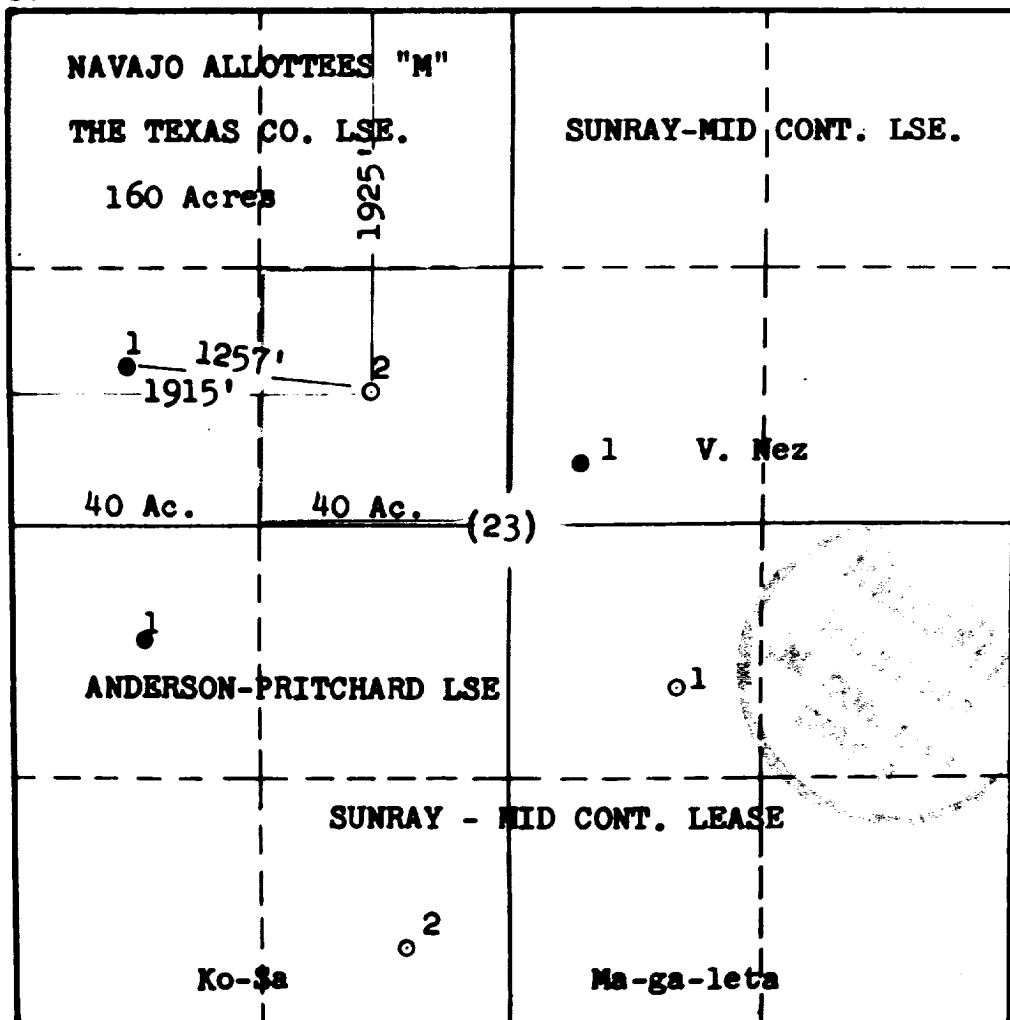 NAVAJO ALLOTTEES "M"
THE TEXAS CO. LSE.
160 Acres
1925'
SUNRAY-MID CONT. LSE.
1
1257'
2
1915'
1
V. Nez
40 Ac.
40 Ac.
(23)
1
ANDERSON-PRITCHARD LSE
1
SUNRAY - MID CONT. LEASE
2
Ko-$a
Ma-ga-leta